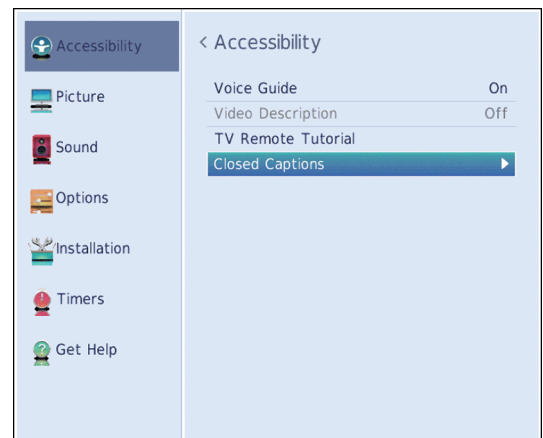 Accessibility
Picture
Sound
Options
Installation
Timers
Get Help
< Accessibility
Voice Guide On
Video Description Off
TV Remote Tutorial
Closed Captions